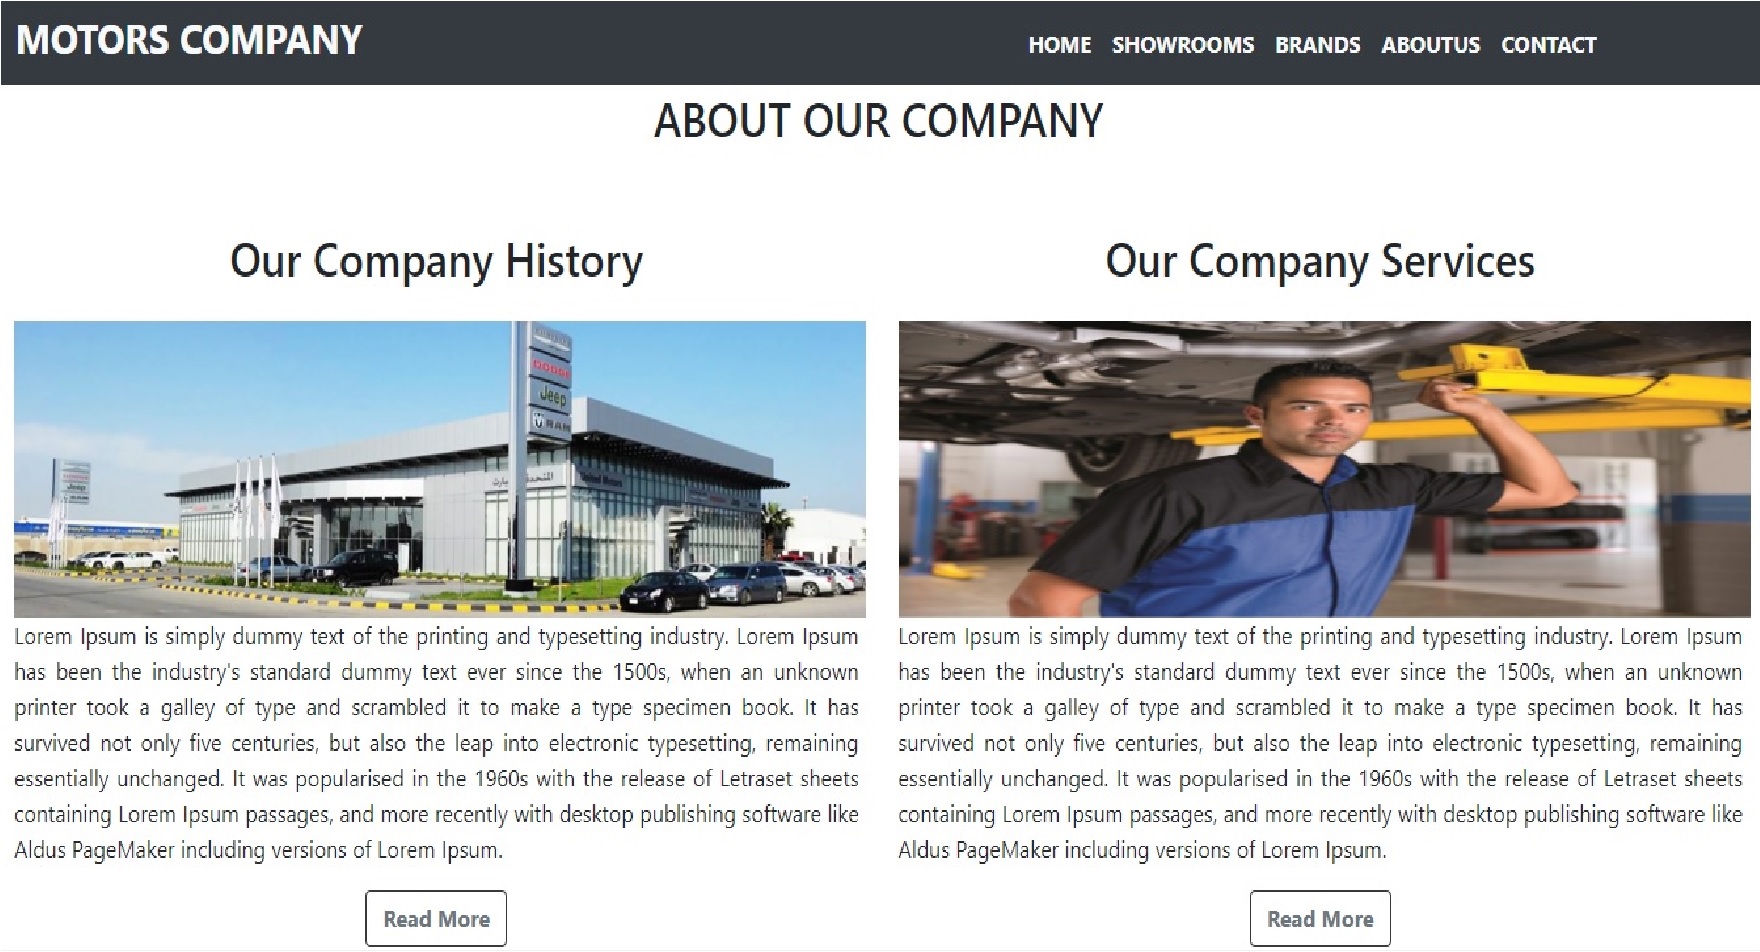 MOTORS COMPANY
HOME SHOWROOMS BRANDS ABOUTUS CONTACT
ABOUT OUR COMPANY
Our Company History
DODGE
Jeep
RAM
United Motors
Lorem Ipsum is simply dummy text of the printing and typesetting industry. Lorem Ipsum
has been the industry's standard dummy text ever since the 1500s, when an unknown
printer took a galley of type and scrambled it to make a type specimen book. It has
survived not only five centuries, but also the leap into electronic typesetting, remaining
essentially unchanged. It was popularised in the 1960s with the release of Letraset sheets
containing Lorem Ipsum passages, and more recently with desktop publishing software like
Aldus PageMaker including versions of Lorem Ipsum.
Read More
Our Company Services
Lorem Ipsum is simply dummy text of the printing and typesetting industry. Lorem Ipsum
has been the industry's standard dummy text ever since the 1500s, when an unknown
printer took a galley of type and scrambled it to make a type specimen book. It has
survived not only five centuries, but also the leap into electronic typesetting, remaining
essentially unchanged. It was popularised in the 1960s with the release of Letraset sheets
containing Lorem Ipsum passages, and more recently with desktop publishing software like
Aldus PageMaker including versions of Lorem Ipsum.
Read More